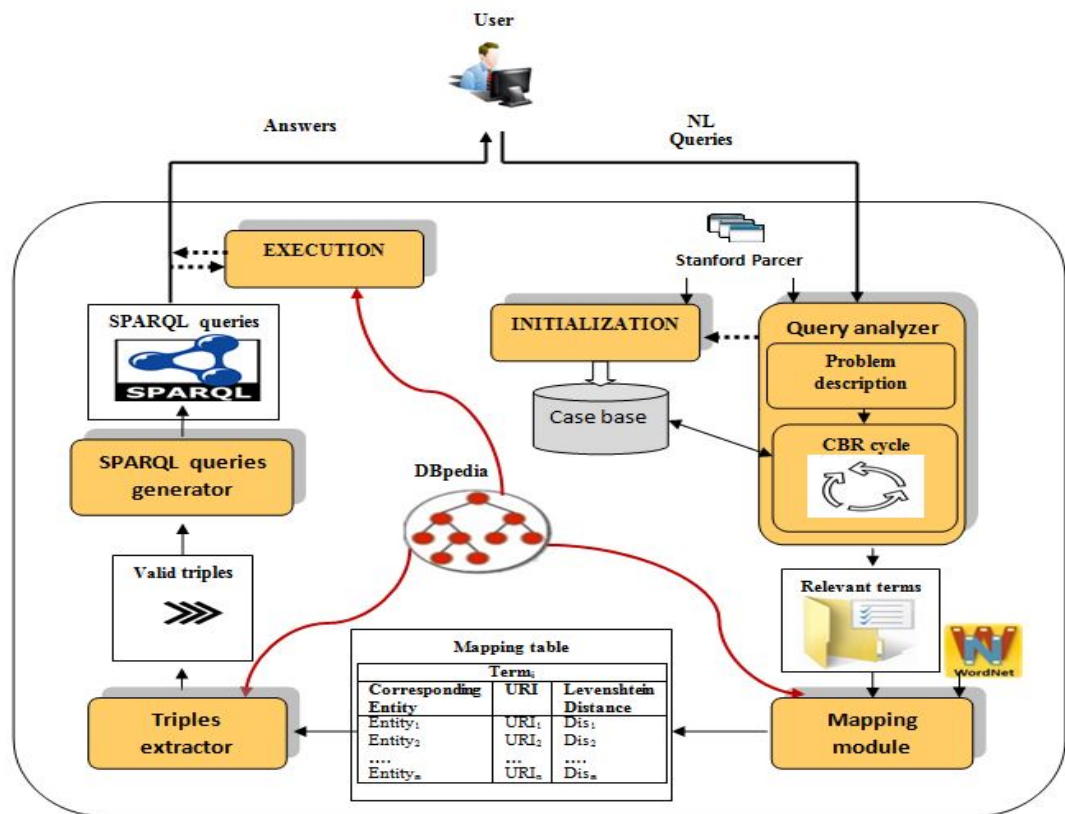 User
Answers
NL
Queries
EXECUTION
Stanford Parcer
SPARQL queries
SPARQL
INITIALIZATION
Query analyzer
Problem
description
Case base
CBR cycle
SPARQL queries
generator
DBpedia
Valid triples
Relevant terms
WN
WordNet
Mapping table
Termᵢ
Corresponding Entity URI Levenshtein Distance
Entity₁ URI₁ Dis₁
Entity₂ URI₂ Dis₂
.... ... ....
Entityₙ URIₙ Disₙ
Triples
extractor
Mapping
module